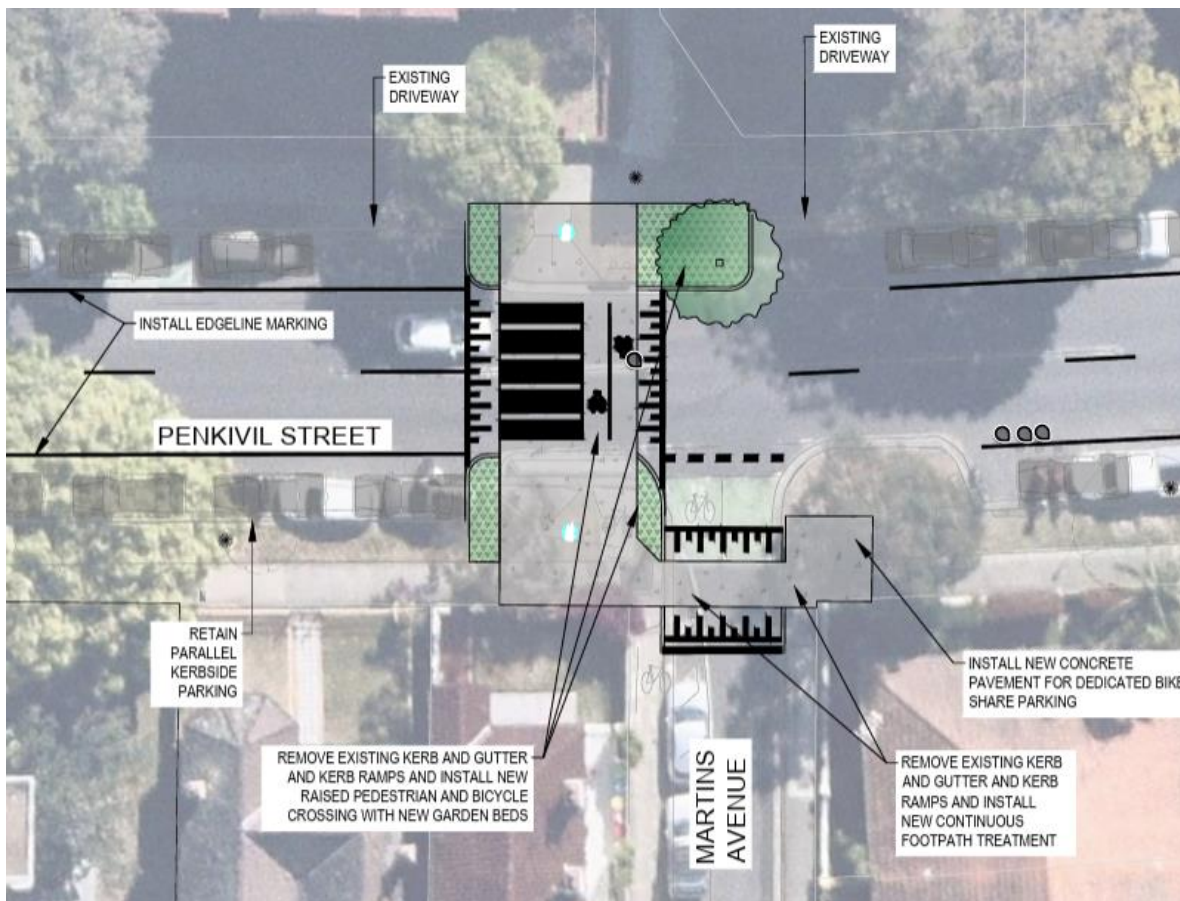 EXISTING
DRIVEWAY
EXISTING
DRIVEWAY
INSTALL EDGELINE MARKING
PENKIVIL STREET
RETAIN
PARALLEL
KERBSIDE
PARKING
INSTALL NEW CONCRETE
PAVEMENT FOR DEDICATED BIKE
SHARE PARKING
REMOVE EXISTING KERB AND GUTTER
AND KERB RAMPS AND INSTALL NEW
RAISED PEDESTRIAN AND BICYCLE
CROSSING WITH NEW GARDEN BEDS
MARTINS
AVENUE
REMOVE EXISTING KERB
AND GUTTER AND KERB
RAMPS AND INSTALL
NEW CONTINUOUS
FOOTPATH TREATMENT